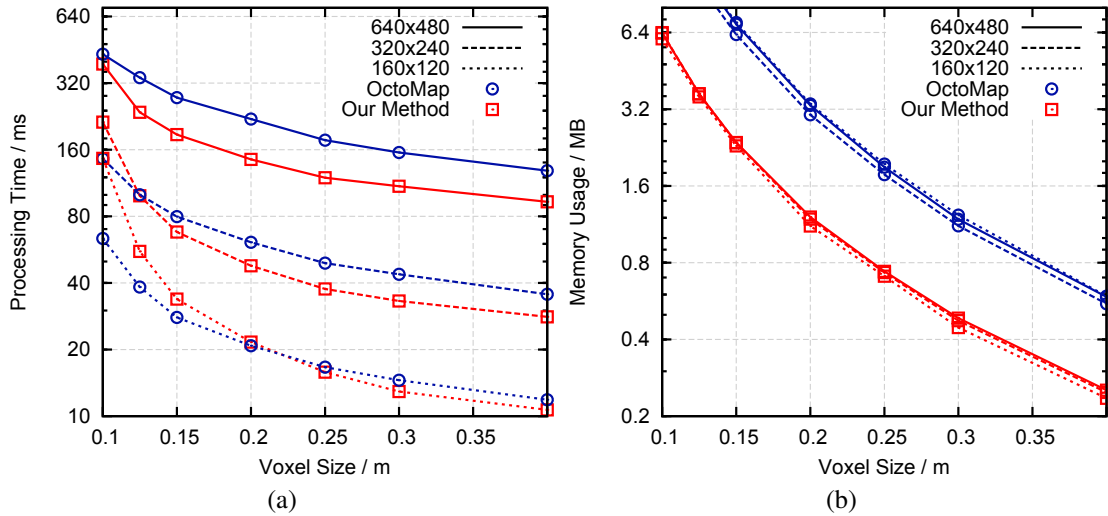 640
320
160
80
40
20
10
Processing Time / ms
640x480
320x240
160x120
OctoMap
Our Method
0.1 0.15 0.2 0.25 0.3 0.35
Voxel Size / m
(a)
6.4
3.2
1.6
0.8
0.4
0.2
Memory Usage / MB
640x480
320x240
160x120
OctoMap
Our Method
0.1 0.15 0.2 0.25 0.3 0.35
Voxel Size / m
(b)